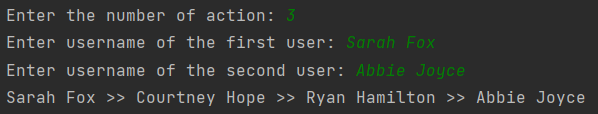 Enter the number of action: 3
Enter username of the first user: Sarah Fox
Enter username of the second user: Abbie Joyce
Sarah Fox >> Courtney Hope >> Ryan Hamilton >> Abbie Joyce